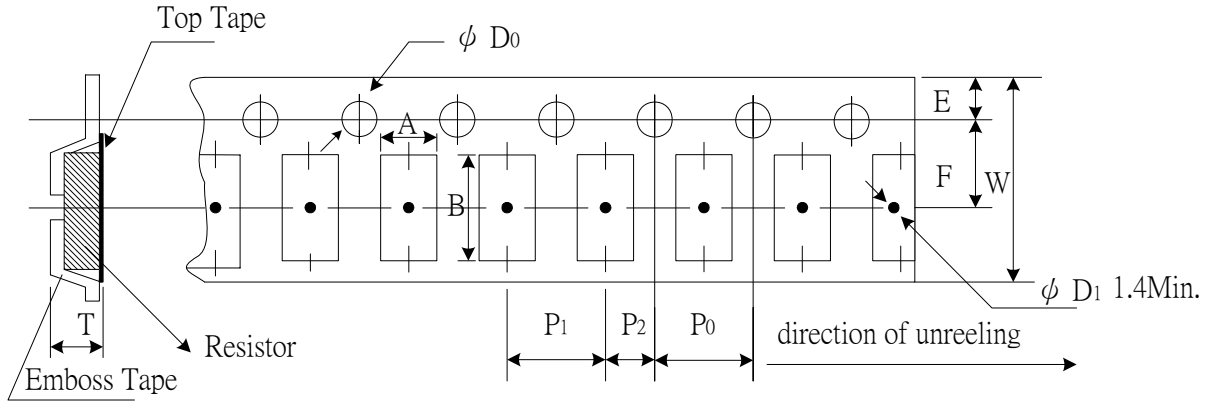 Top Tape
φ D0
E
A
F
W
B
φ D1 1.4Min.
T
P1
P2
P0
direction of unreeling
Resistor
Emboss Tape